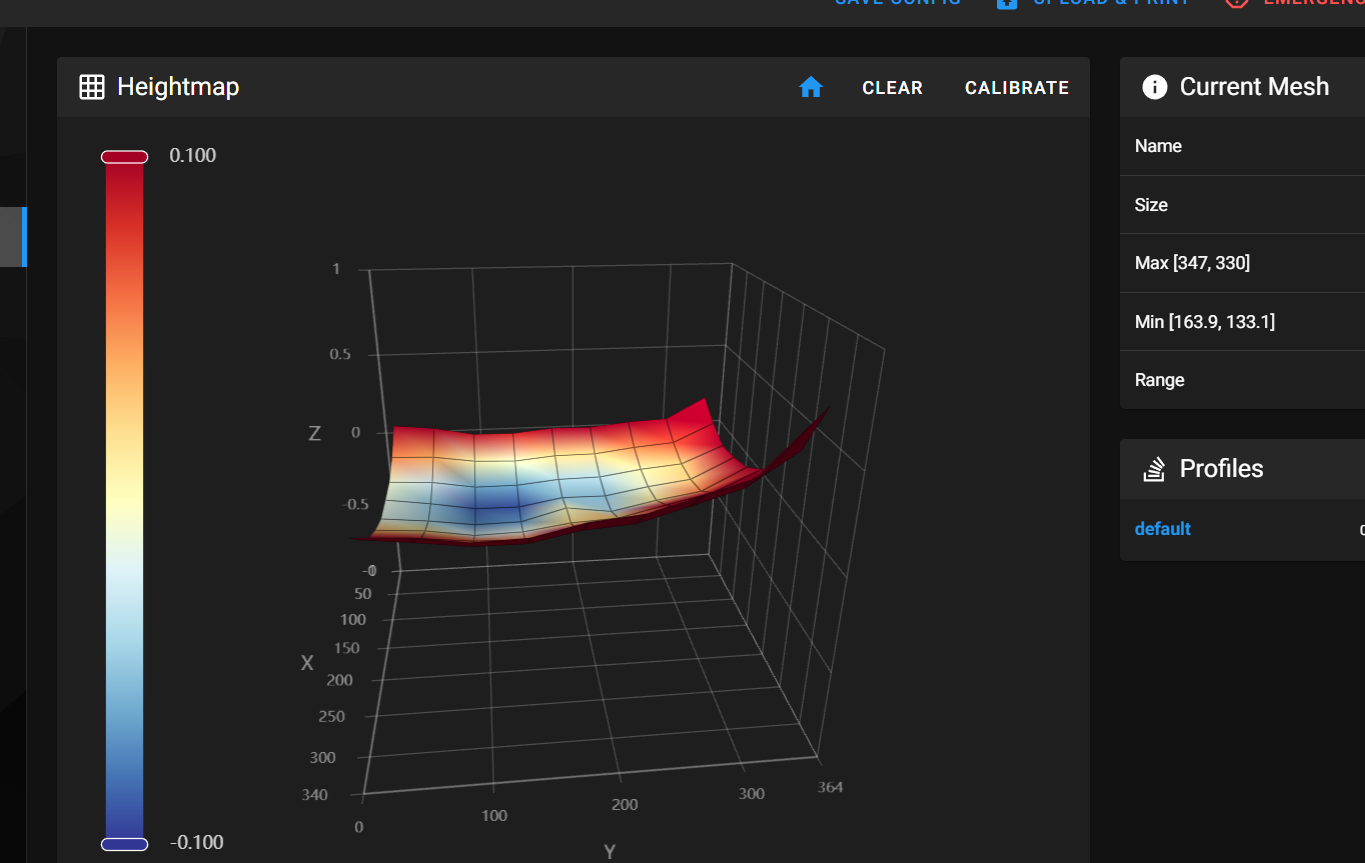 SAVE CONFIG UPLOAD & PRINT
Heightmap CLEAR CALIBRATE
0.100
1
0.5
Z 0
-0.5
-0
50
100
150
X
200
250
300
340
0 100 200 300 364
Y
-0.100
Current Mesh
Name
Size
Max [347, 330]
Min [163.9, 133.1]
Range
Profiles
default